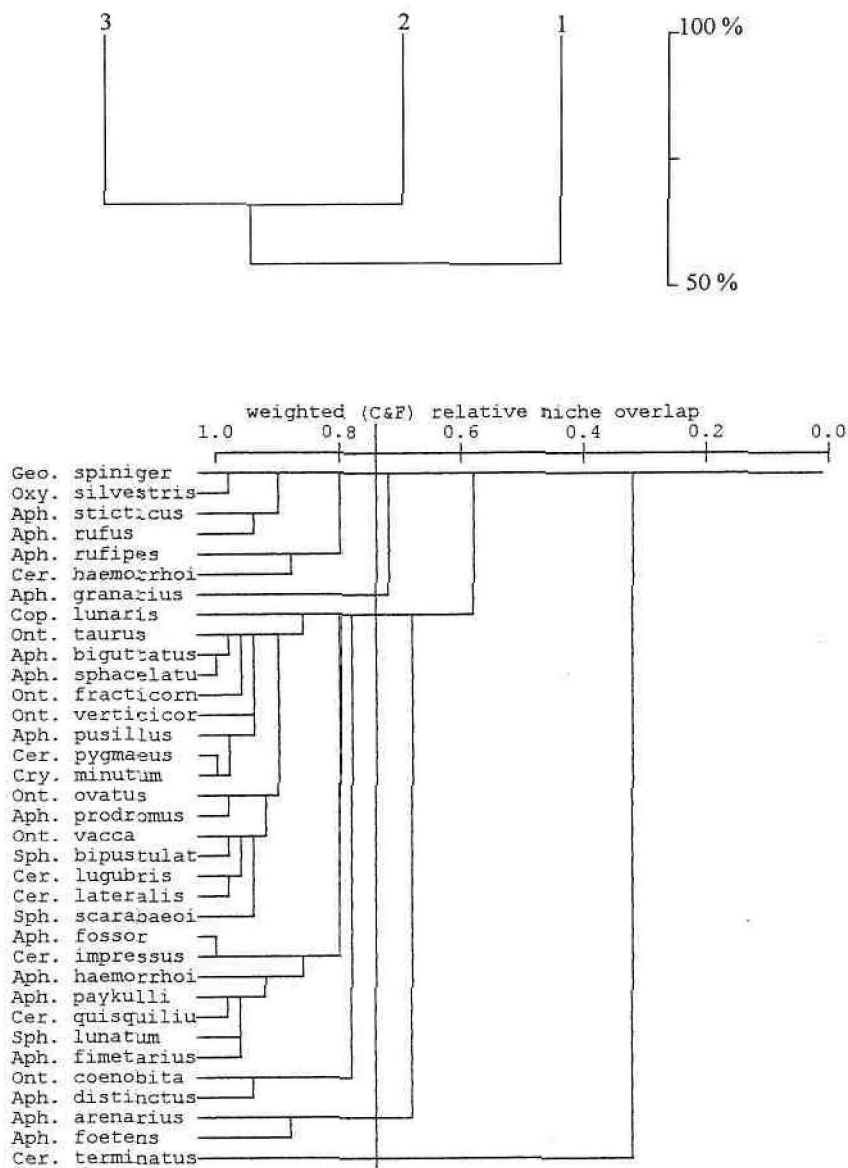 3 2 1
100 %
50 %
weighted (C&F) relative niche overlap
1.0 0.8 0.6 0.4 0.2 0.0
Geo. spiniger
Oxy. silvestris
Aph. sticticus
Aph. rufus
Aph. rufipes
Cer. haemorrhoi
Aph. granarius
Cop. lunaris
Ont. taurus
Aph. biguttatus
Aph. sphacelatu
Ont. fracticorn
Ont. verticicor
Aph. pusillus
Cer. pygmaeus
Cry. minutum
Ont. ovatus
Aph. prodromus
Ont. vacca
Sph. bipustulat
Cer. lugubris
Cer. lateralis
Sph. scarabaeoi
Aph. fossor
Cer. impressus
Aph. haemorrhoi
Aph. paykulli
Cer. quisquiliu
Sph. lunatum
Aph. fimetarius
Ont. coenobita
Aph. distinctus
Aph. arenarius
Aph. foetens
Cer. terminatus